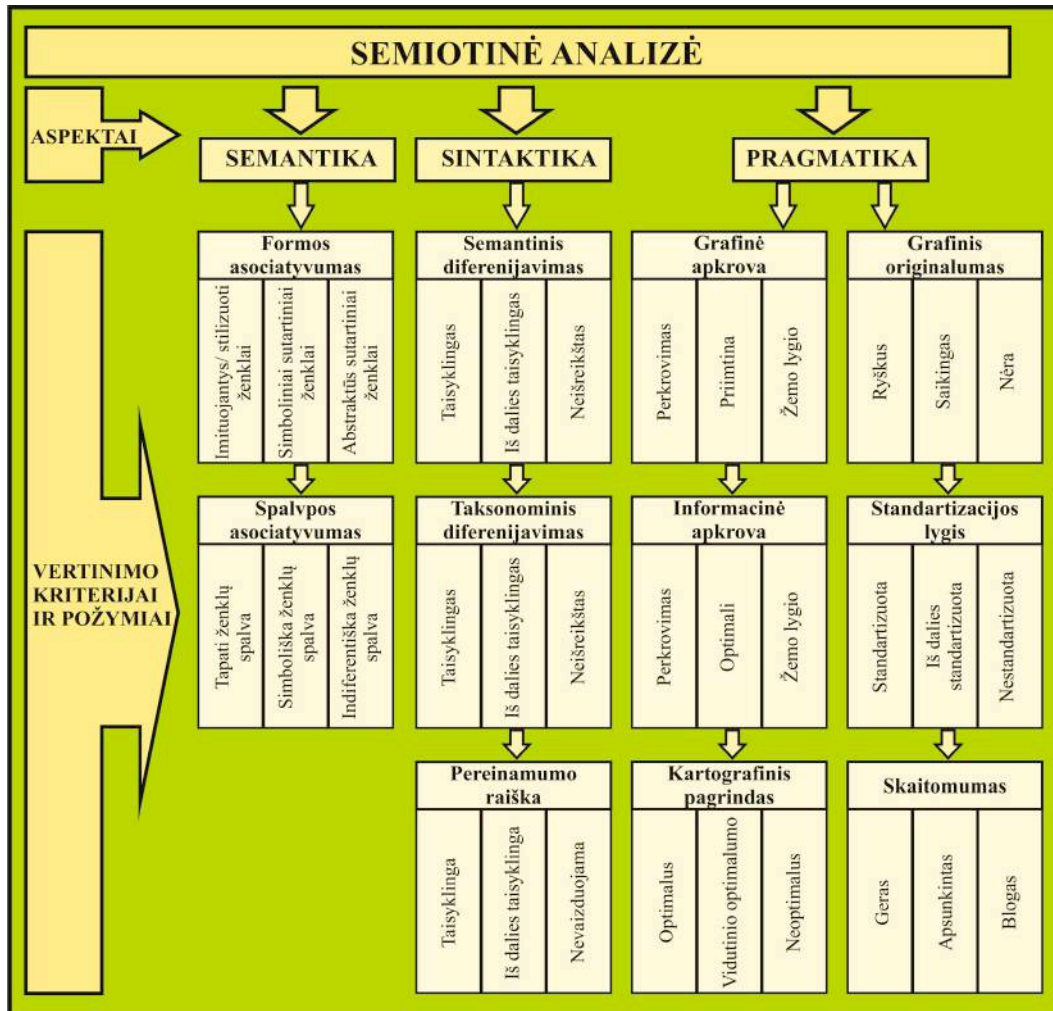 SEMIOTINĖ ANALIZĖ
ASPEKTAI
SEMANTIKA
SINTAKTIKA
PRAGMATIKA
VERTINIMO
KRITERIJAI
IR POŽYMIAI
Formos
asociatyvumas
Imituojantys/ stilizuoti
ženklai
Simboliniai sutartiniai
ženklai
Abstraktūs sutartiniai
ženklai
Semantinis
diferenijavimas
Taisyklingas
Iš dalies taisyklingas
Neišreikštas
Grafinė
apkrova
Perkrovimas
Priimtina
Žemo lygio
Grafinis
originalumas
Ryškus
Saikingas
Nėra
Spalvpos
asociatyvumas
Tapati ženklų
spalva
Simboliška ženklų
spalva
Indiferentiška ženklų
spalva
Taksonominis
diferenijavimas
Taisyklingas
Iš dalies taisyklingas
Neišreikštas
Informacinė
apkrova
Perkrovimas
Optimali
Žemo lygio
Standartizacijos
lygis
Standartizuota
Iš dalies
standartizuota
Nestandartizuota
Pereinamumo
raiška
Taisyklinga
Iš dalies taisyklinga
Nevaizduojama
Kartografinis
pagrindas
Optimalus
Vidutinio optimalumo
Neoptimalus
Skaitomumas
Geras
Apsunkintas
Blogas